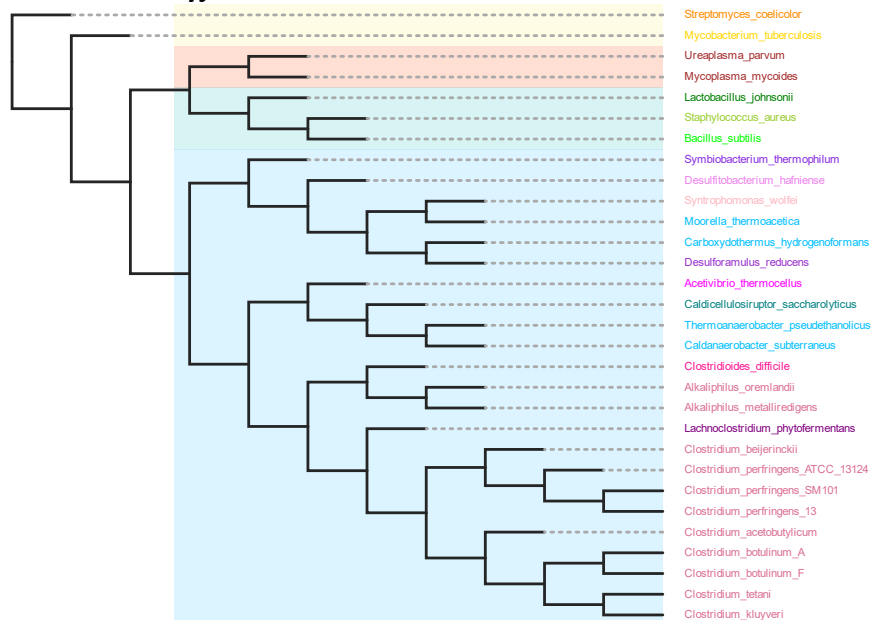 Streptomyces_coelicolor
Mycobacterium_tuberculosis
Ureaplasma_parvum
Mycoplasma_mycoides
Lactobacillus_johnsonii
Staphylococcus_aureus
Bacillus_subtilis
Symbiobacterium_thermophilum
Desulfitobacterium_hafniense
Syntrophomonas_wolfei
Moorella_thermoacetica
Carboxydothermus_hydrogenoformans
Desulforamulus_reducens
Acetivibrio_thermocellus
Caldicellulosiruptor_saccharolyticus
Thermoanaerobacter_pseudethanolicus
Caldanaerobacter_subterraneus
Clostridioides_difficile
Alkaliphilus_oremlandii
Alkaliphilus_metalliredigens
Lachnoclostridium_phytofermentans
Clostridium_beijerinckii
Clostridium_perfringens_ATCC_13124
Clostridium_perfringens_SM101
Clostridium_perfringens_13
Clostridium_acetobutylicum
Clostridium_botulinum_A
Clostridium_botulinum_F
Clostridium_tetani
Clostridium_kluyveri